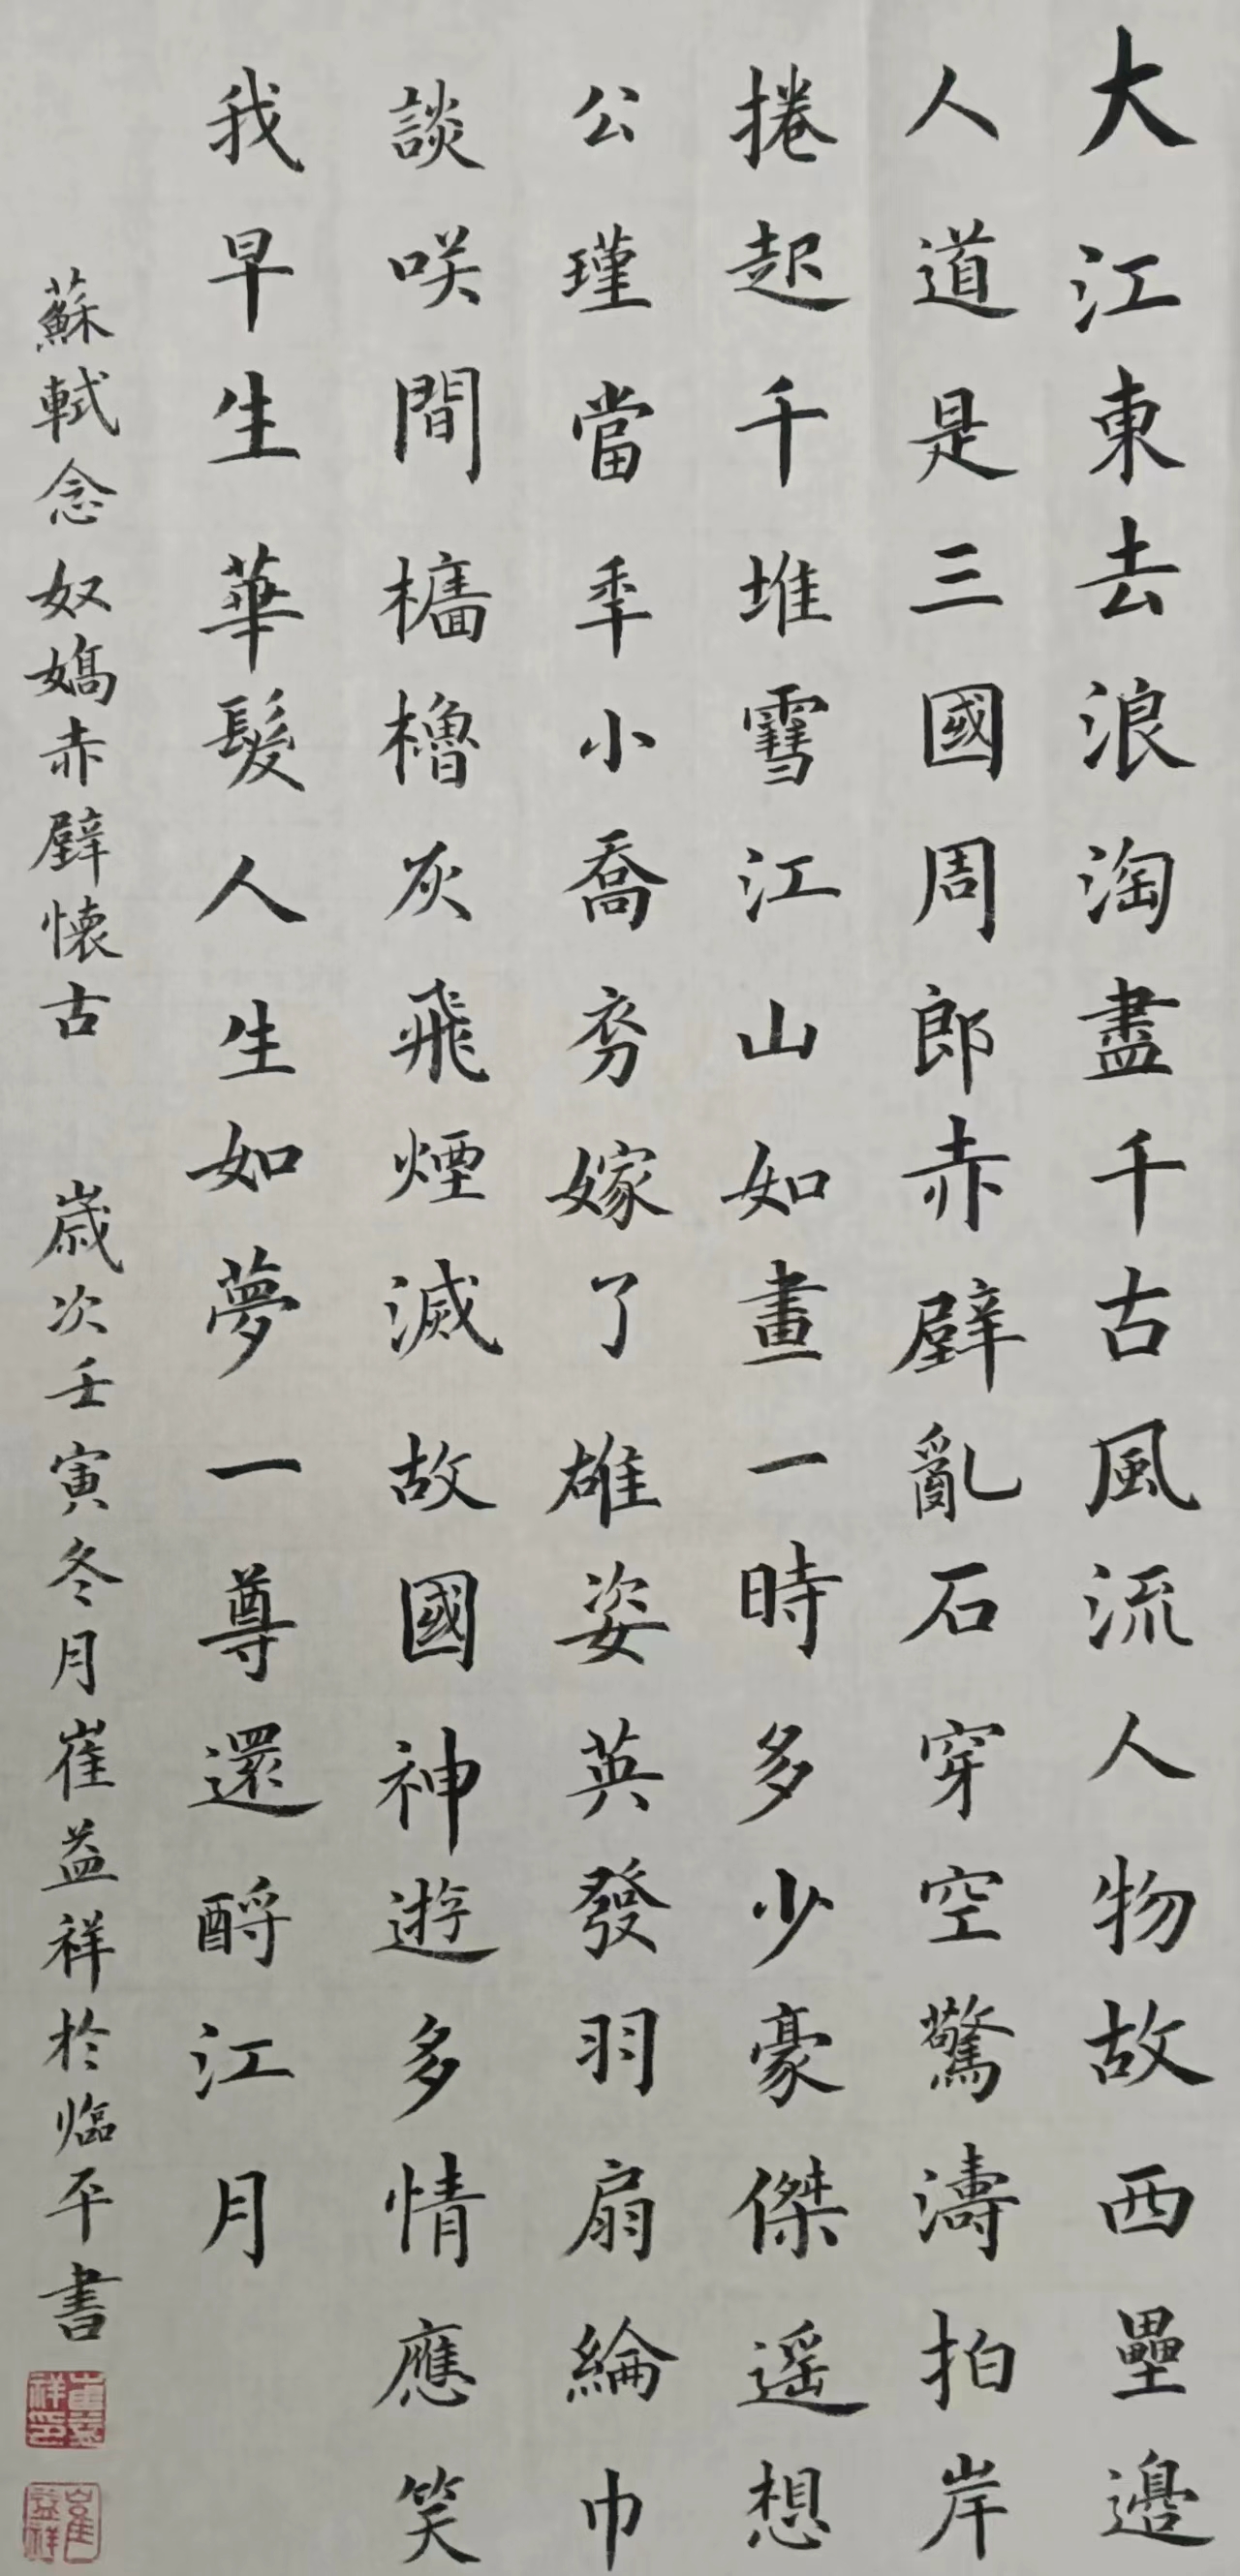 大江東去浪淘盡千古風流人物故西壘邊
人道是三國周郎赤壁亂石穿空驚濤拍岸
捲起千堆雪江山如畫一時多少豪傑遥想
公瑾當年小喬初嫁了雄姿英發羽扇綸巾
談咲間檣櫓灰飛煙滅故國神遊多情應笑
我早生華髮人生如夢一尊還酹江月
蘇軾念奴嬌赤壁懷古 歲次壬寅冬月崔益祥於臨平書
崔益祥印
崔益祥